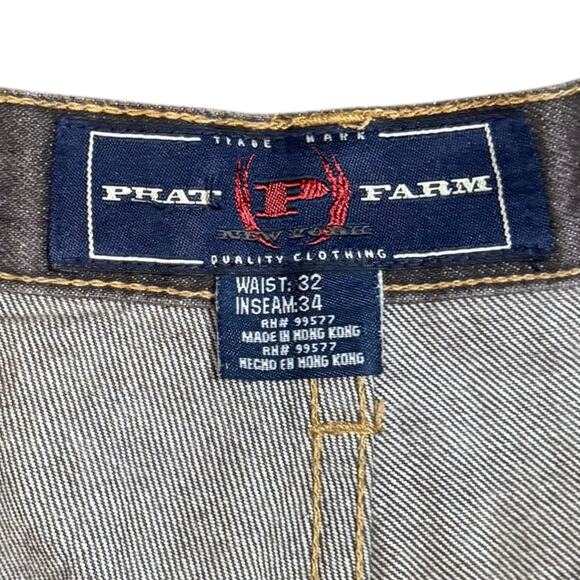 TRADE MARK
PHAT P FARM
NEW YORK
QUALITY CLOTHING
WAIST: 32
INSEAM:34
RN# 99577
MADE IN HONG KONG
RN# 99577
HECHO EN HONG KONG